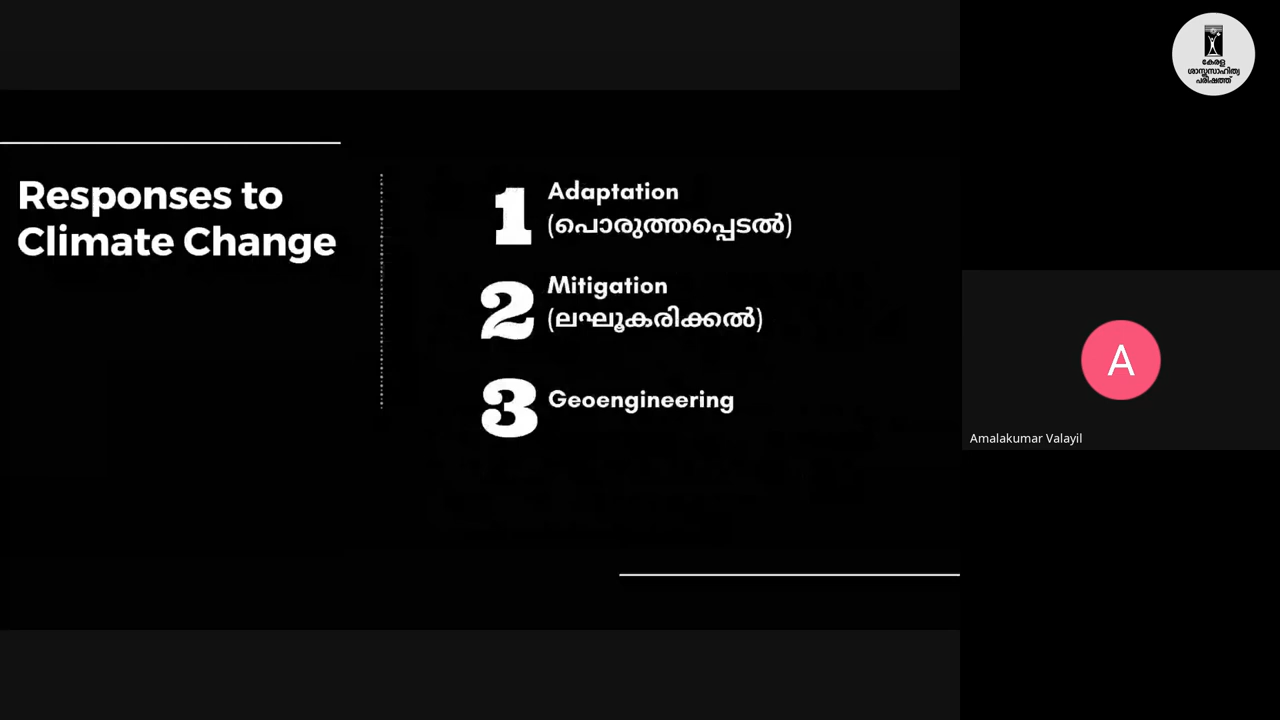 Responses to
Climate Change
1
Adaptation
(പൊരുത്തപ്പെടൽ)
2
Mitigation
(ലഘൂകരിക്കൽ)
3
Geoengineering
കേരള
ശാസ്ത്രസാഹിത്യ
പരിഷത്ത്
A
Amalakumar Valayil